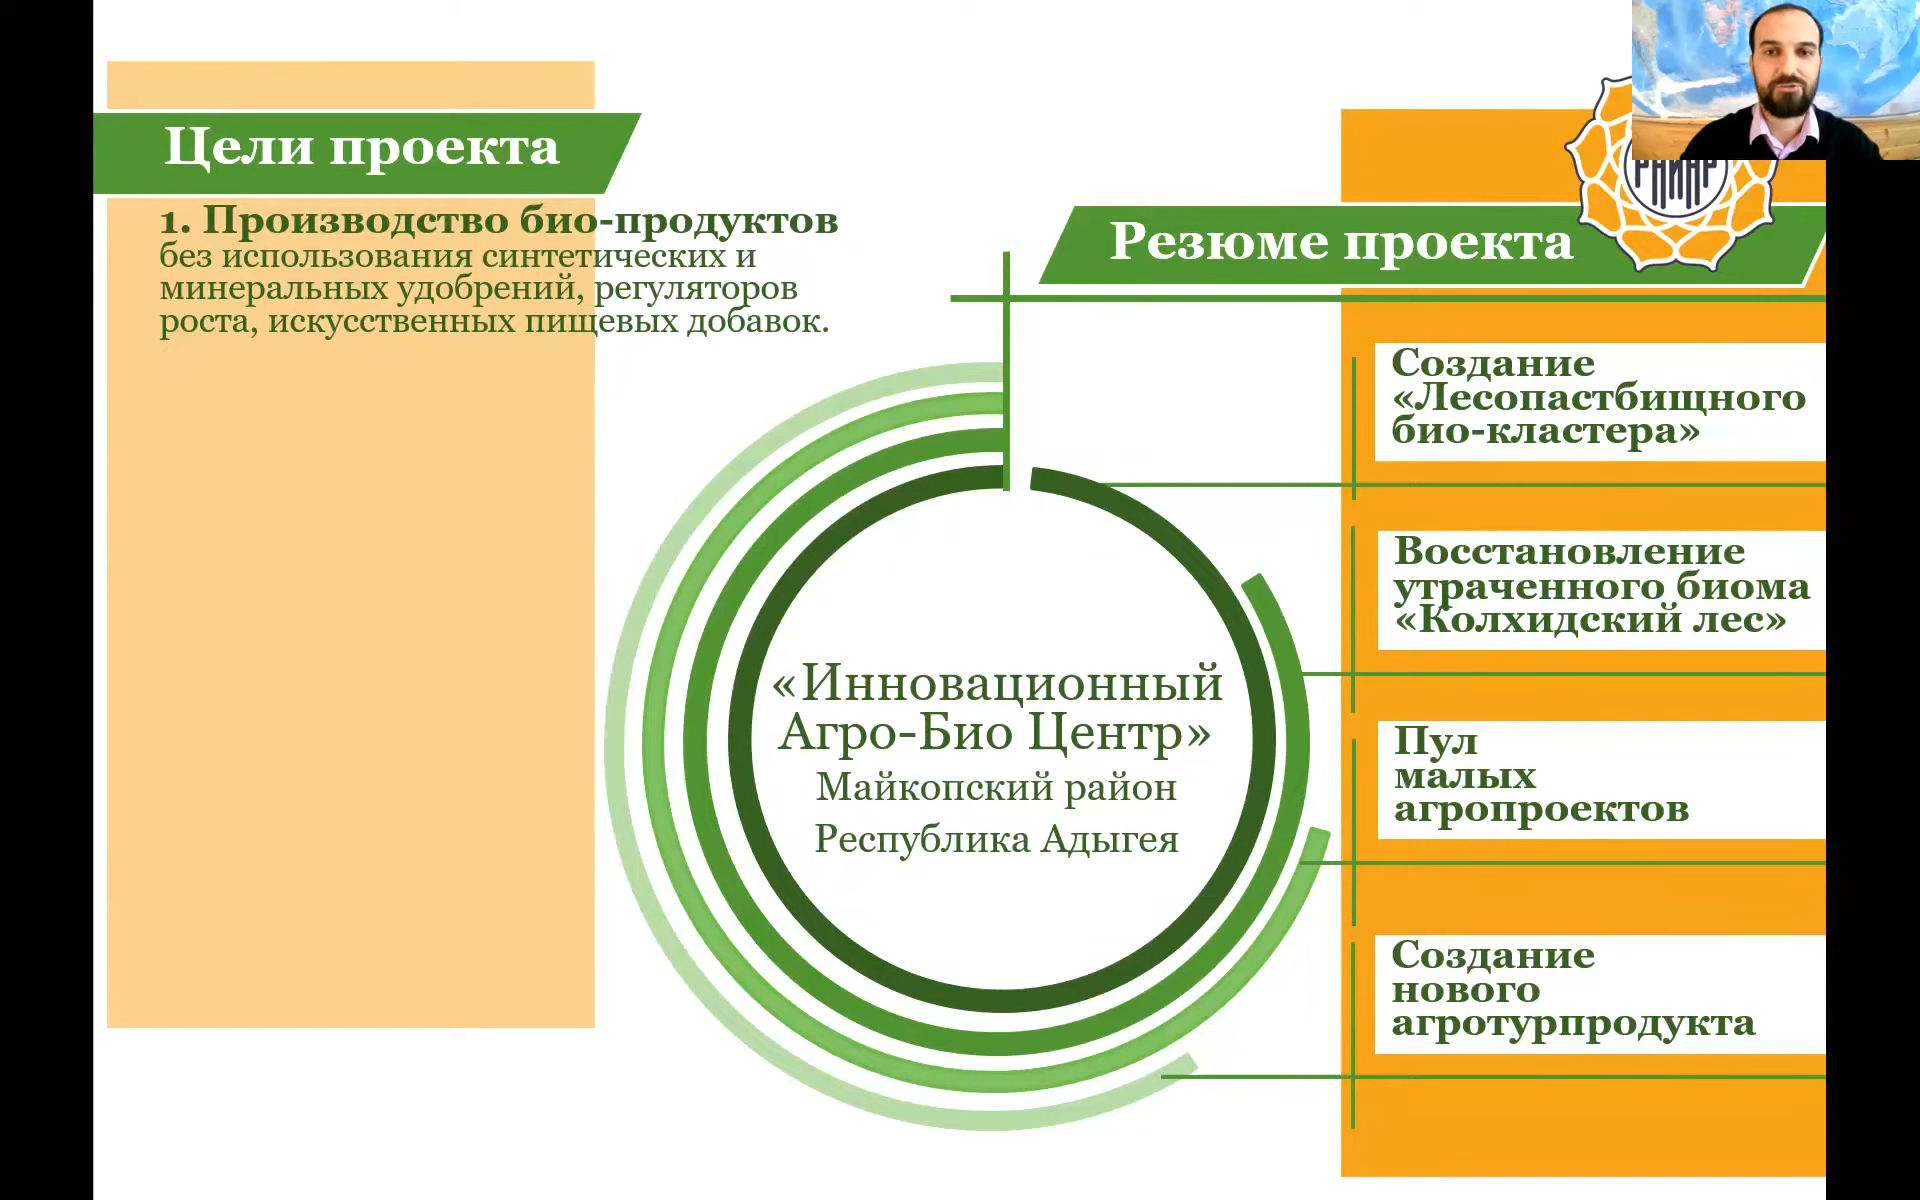 Цели проекта
1. Производство био-продуктов
без использования синтетических и
минеральных удобрений, регуляторов
роста, искусственных пищевых добавок.
Резюме проекта
Создание
«Лесопастбищного
био-кластера»
Восстановление
утраченного биома
«Колхидский лес»
Пул
малых
агропроектов
Создание
нового
агротурпродукта
«Инновационный
Агро-Био Центр»
Майкопский район
Республика Адыгея